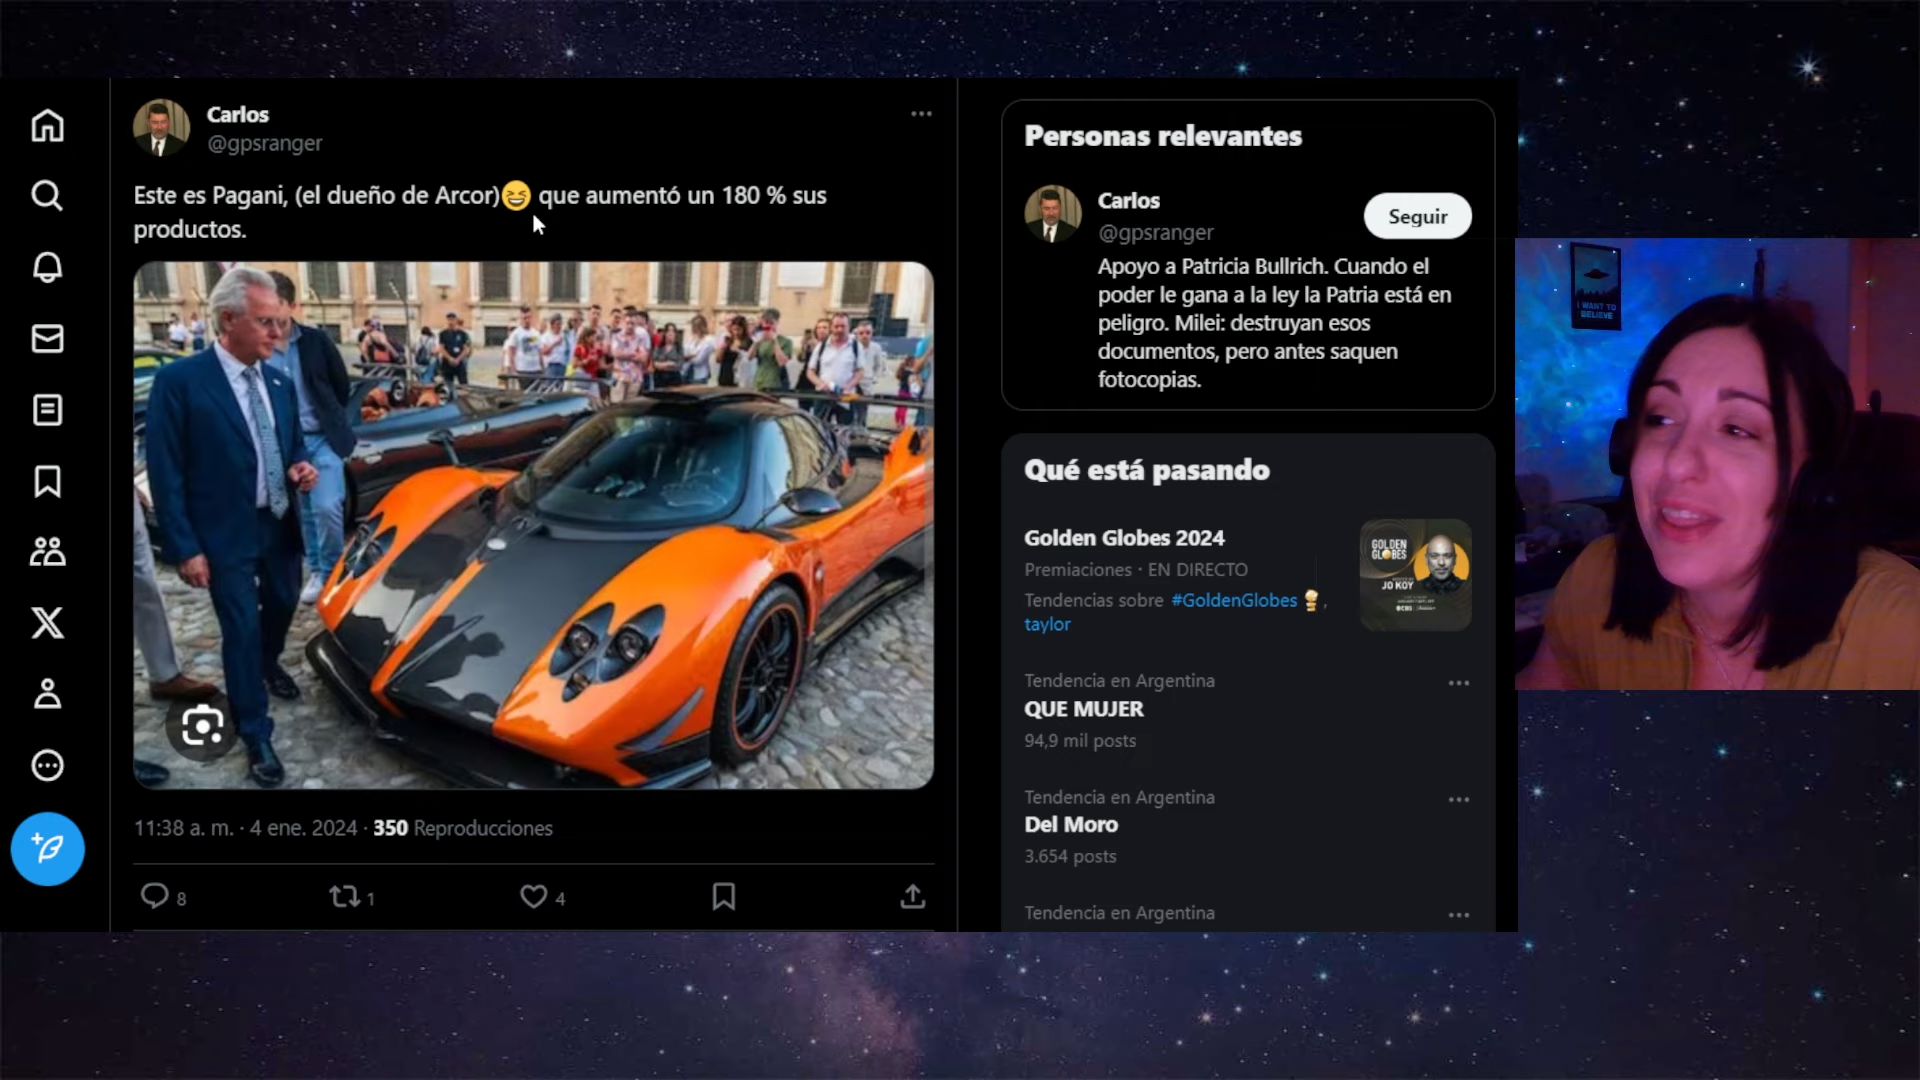 Carlos
@gpsranger
Este es Pagani, (el dueño de Arcor)😆 que aumentó un 180 % sus
productos.
11:38 a. m. · 4 ene. 2024 · 350 Reproducciones
8
1
4
Personas relevantes
Carlos
@gpsranger
Seguir
Apoyo a Patricia Bullrich. Cuando el
poder le gana a la ley la Patria está en
peligro. Milei: destruyan esos
documentos, pero antes saquen
fotocopias.
Qué está pasando
Golden Globes 2024
Premiaciones · EN DIRECTO
Tendencias sobre #GoldenGlobes ,
taylor
GOLDEN
GLOBES
JO KOY
Tendencia en Argentina
QUE MUJER
94,9 mil posts
Tendencia en Argentina
Del Moro
3.654 posts
Tendencia en Argentina
I WANT TO
BELIEVE